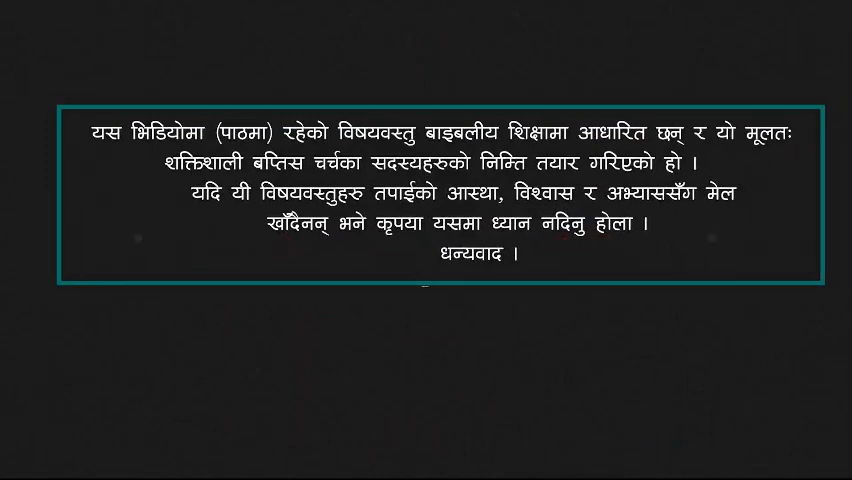 यस भिडियोमा (पाठमा) रहेको विषयवस्तु बाइबलीय शिक्षामा आधारित छन् र यो मूलतः
शक्तिशाली बप्तिस चर्चका सदस्यहरुको निम्ति तयार गरिएको हो ।
यदि यी विषयवस्तुहरु तपाईको आस्था, विश्वास र अभ्याससँग मेल
खाँदैनन् भने कृपया यसमा ध्यान नदिनु होला ।
धन्यवाद ।